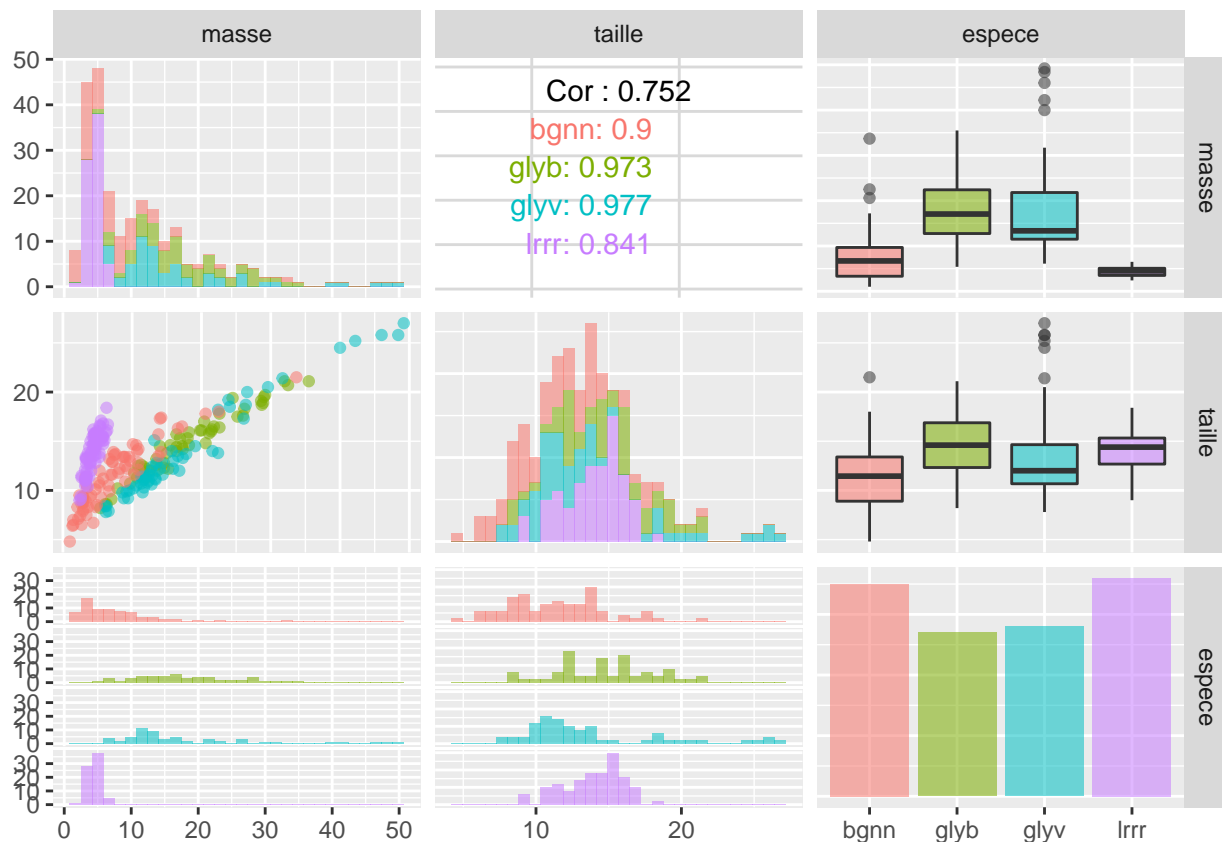 masse taille espece
50
40
30
20
10
0
Cor : 0.752
bgnn: 0.9
glyb: 0.973
glyv: 0.977
lrrr: 0.841
masse
20
10
taille
30
20
10
0
30
20
10
0
30
20
10
0
30
20
10
0
espece
0 10 20 30 40 50 10 20 bgnn glyb glyv lrrr